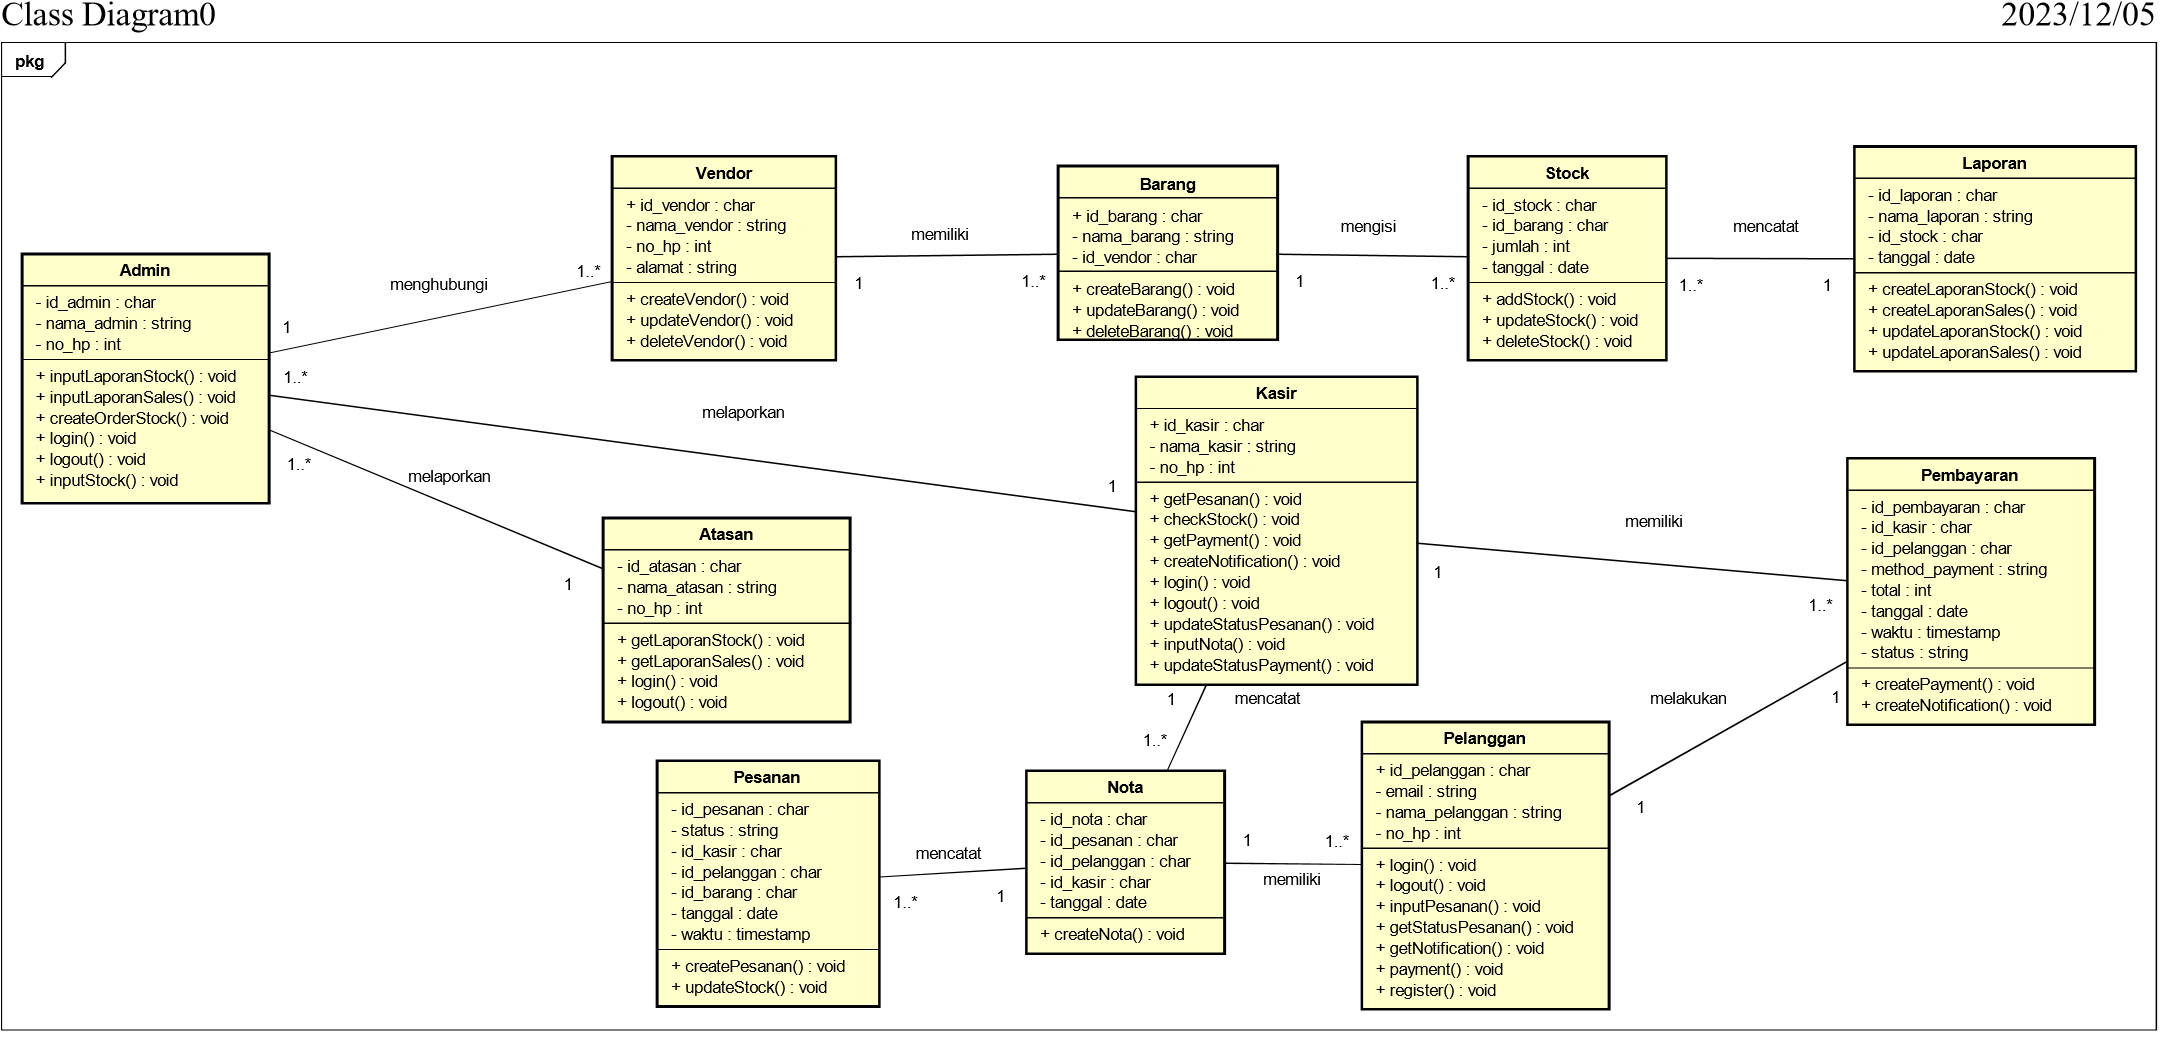 Class Diagram0
2023/12/05
pkg
Admin
- id_admin : char
- nama_admin : string
- no_hp : int
+ inputLaporanStock() : void
+ inputLaporanSales() : void
+ createOrderStock() : void
+ login() : void
+ logout() : void
+ inputStock() : void
menghubungi
1
1..*
Vendor
+ id_vendor : char
- nama_vendor : string
- no_hp : int
- alamat : string
+ createVendor() : void
+ updateVendor() : void
+ deleteVendor() : void
memiliki
1
1..*
Barang
+ id_barang : char
- nama_barang : string
- id_vendor : char
+ createBarang() : void
+ updateBarang() : void
+ deleteBarang() : void
mengisi
1
1..*
Stock
- id_stock : char
- id_barang : char
- jumlah : int
- tanggal : date
+ addStock() : void
+ updateStock() : void
+ deleteStock() : void
mencatat
1..*
1
Laporan
- id_laporan : char
- nama_laporan : string
- id_stock : char
- tanggal : date
+ createLaporanStock() : void
+ createLaporanSales() : void
+ updateLaporanStock() : void
+ updateLaporanSales() : void
1..*
melaporkan
1
1..*
melaporkan
1
Atasan
- id_atasan : char
- nama_atasan : string
- no_hp : int
+ getLaporanStock() : void
+ getLaporanSales() : void
+ login() : void
+ logout() : void
Kasir
+ id_kasir : char
- nama_kasir : string
- no_hp : int
+ getPesanan() : void
+ checkStock() : void
+ getPayment() : void
+ createNotification() : void
+ login() : void
+ logout() : void
+ updateStatusPesanan() : void
+ inputNota() : void
+ updateStatusPayment() : void
memiliki
1
1..*
Pembayaran
- id_pembayaran : char
- id_kasir : char
- id_pelanggan : char
- method_payment : string
- total : int
- tanggal : date
- waktu : timestamp
- status : string
+ createPayment() : void
+ createNotification() : void
1
mencatat
1..*
melakukan
1
1
Pesanan
- id_pesanan : char
- status : string
- id_kasir : char
- id_pelanggan : char
- id_barang : char
- tanggal : date
- waktu : timestamp
+ createPesanan() : void
+ updateStock() : void
mencatat
1..*
1
Nota
- id_nota : char
- id_pesanan : char
- id_pelanggan : char
- id_kasir : char
- tanggal : date
+ createNota() : void
1
1..*
memiliki
Pelanggan
+ id_pelanggan : char
- email : string
- nama_pelanggan : string
- no_hp : int
+ login() : void
+ logout() : void
+ inputPesanan() : void
+ getStatusPesanan() : void
+ getNotification() : void
+ payment() : void
+ register() : void